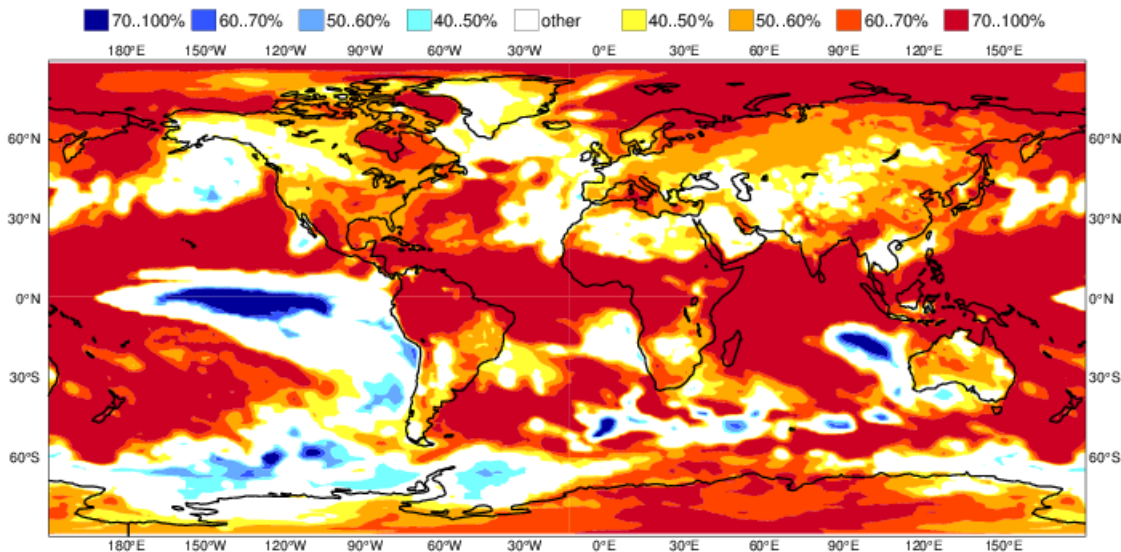 70..100% 60..70% 50..60% 40..50% other 40..50% 50..60% 60..70% 70..100%
180°E 150°W 120°W 90°W 60°W 30°W 0°E 30°E 60°E 90°E 120°E 150°E
60°N 60°N
30°N 30°N
0°N 0°N
30°S 30°S
60°S 60°S
180°E 150°W 120°W 90°W 60°W 30°W 0°E 30°E 60°E 90°E 120°E 150°E